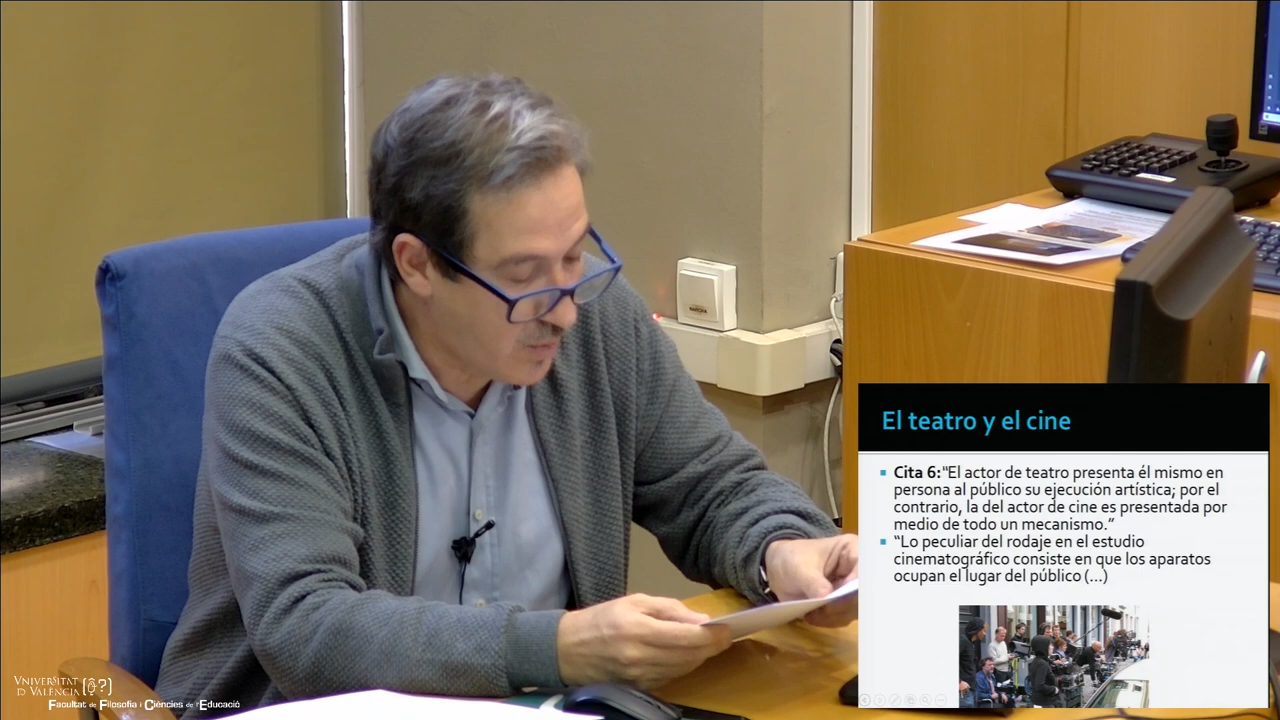 El teatro y el cine
Cita 6:“El actor de teatro presenta él mismo en
persona al público su ejecución artística; por el
contrario, la del actor de cine es presentada por
medio de todo un mecanismo.”
“Lo peculiar del rodaje en el estudio
cinematográfico consiste en que los aparatos
ocupan el lugar del público (...)
VNIVERSITAT
D VALÈNCIA
Facultat de Filosofia i Ciències de l'Educació